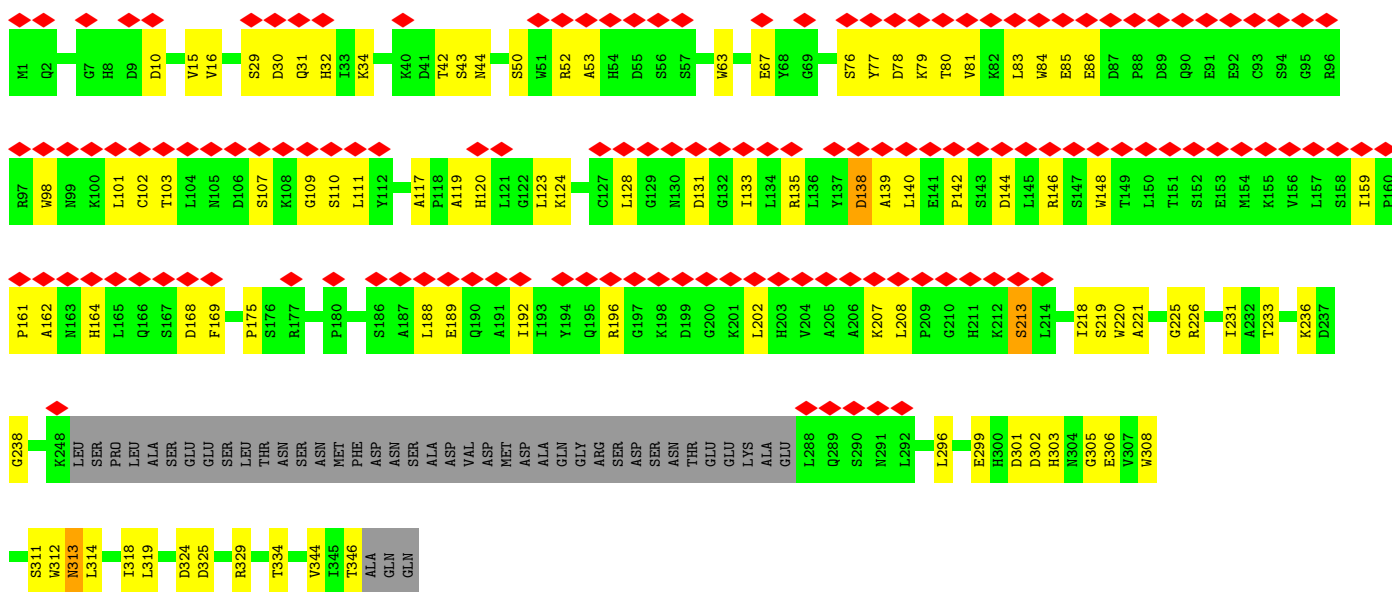 M1 Q2 G7 H8 D9 D10 V15 V16 S29 D30 Q31 H32 I33 K34 K40 D41 T42 S43 N44 S50 W51 R52 A53 H54 D55 S56 S57 W63 E67 Y68 G69 S76 Y77 D78 K79 T80 V81 K82 L83 W84 E85 E86 D87 P88 D89 Q90 E91 E92 C93 S94 G95 R96
R97 W98 N99 K100 L101 C102 T103 L104 N105 D106 S107 K108 G109 S110 L111 Y112 A117 P118 A119 H120 L121 G122 L123 K124 C127 L128 G129 N130 D131 G132 I133 L134 R135 L136 Y137 D138 A139 L140 E141 P142 S143 D144 L145 R146 S147 W148 T149 L150 T151 S152 E153 M154 K155 V156 L157 S158 I159 P160
P161 A162 N163 H164 L165 Q166 S167 D168 F169 P175 S176 R177 P180 S186 A187 L188 E189 Q190 A191 I192 I193 Y194 Q195 R196 G197 K198 D199 G200 K201 L202 H203 V204 A205 A206 K207 L208 P209 G210 H211 K212 S213 L214 I218 S219 W220 A221 G225 R226 I231 A232 T233 K236 D237
G238 K248 LEU SER PRO LEU ALA SER GLU GLU SER LEU THR ASN SER ASN MET PHE ASP ASN SER ALA ASP VAL ASP MET ASP ALA GLN GLY ARG SER ASP SER ASN THR GLU GLU LYS ALA GLU L288 Q289 S290 N291 L292 L296 E299 H300 D301 D302 H303 N304 G305 E306 V307 W308
S311 W312 N313 L314 I318 L319 D324 D325 R329 T334 V344 I345 T346 ALA GLN GLN